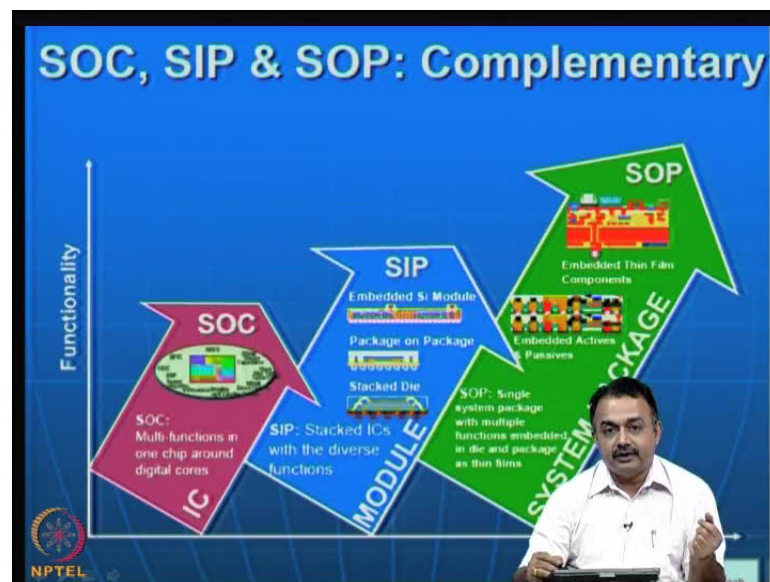 SOC, SIP & SOP: Complementary
Functionality
SOC
SOC:
Multi-functions in
one chip around
digital cores
IC
SIP
Embedded Si Module
Package on Package
Stacked Die
SIP: Stacked ICs
with the diverse
functions
MODULE
SOP
Embedded Thin Film
Components
Embedded Actives
Passives
SOP: Single
system package
with multiple
functions embedded
in die and package
as thin films
SYSTEM PACKAGE
NPTEL